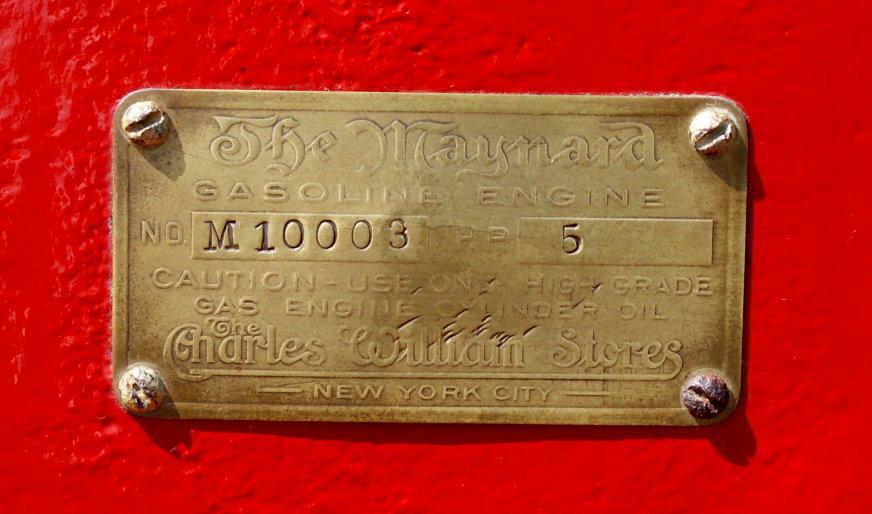 The Maynard
GASOLINE ENGINE
NO. M10003 HP 5
CAUTION - USE ONLY HIGH GRADE
GAS ENGINE CYLINDER OIL
The
Charles William Stores
NEW YORK CITY